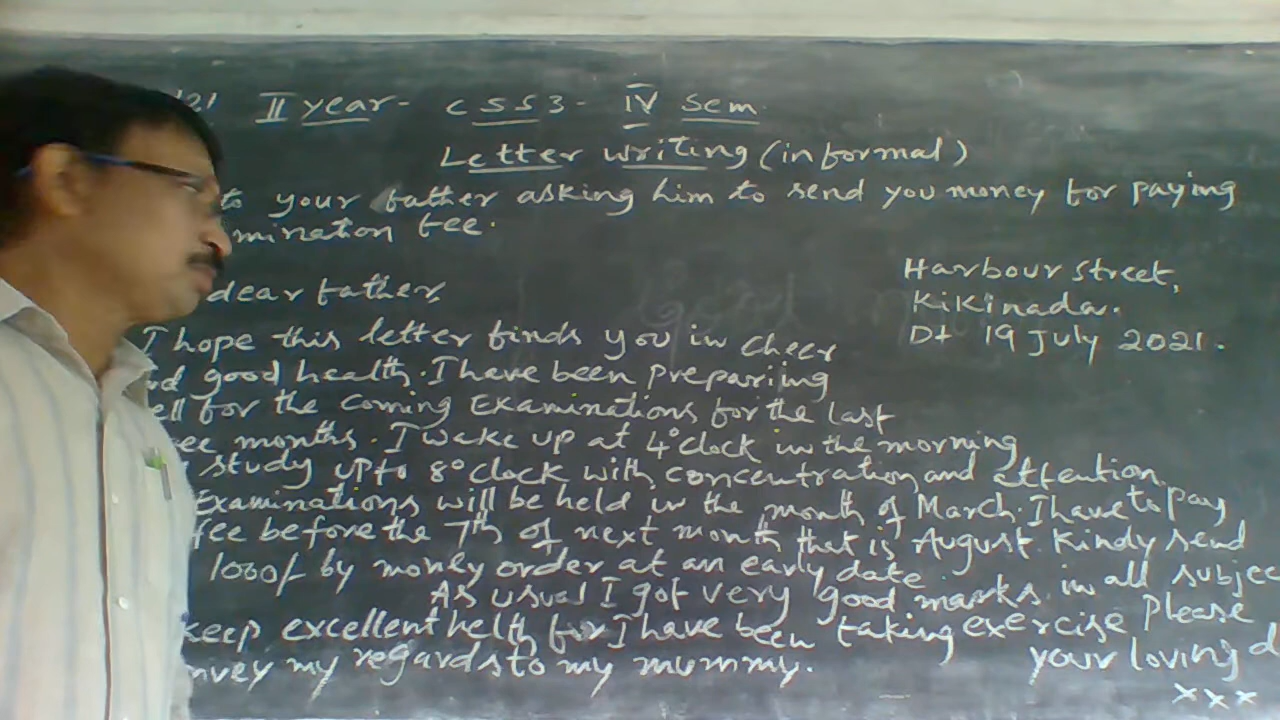 II year - CSS3 - IV Sem.
Letter writing (informal)
to your father asking him to send you money for paying
mination fee.
Harbour street,
Kikinada.
Dt 19 July 2021.
dear father,
I hope this letter finds you in cheer
good health. I have been prepariing
for the coming Examinations for the last
months. I wake up at 4°clock in the morning
study upto 8°clock with concentration and attention.
Examinations will be held in the month of March. I have to pay
fee before the 7th of next month that is August. Kindy send
1000/- by money order at an early date.
As usual I got very good marks in all subjec
keep excellent helth for I have been taking exercise Please
nvey my regards to my mummy.
your loving
xxx